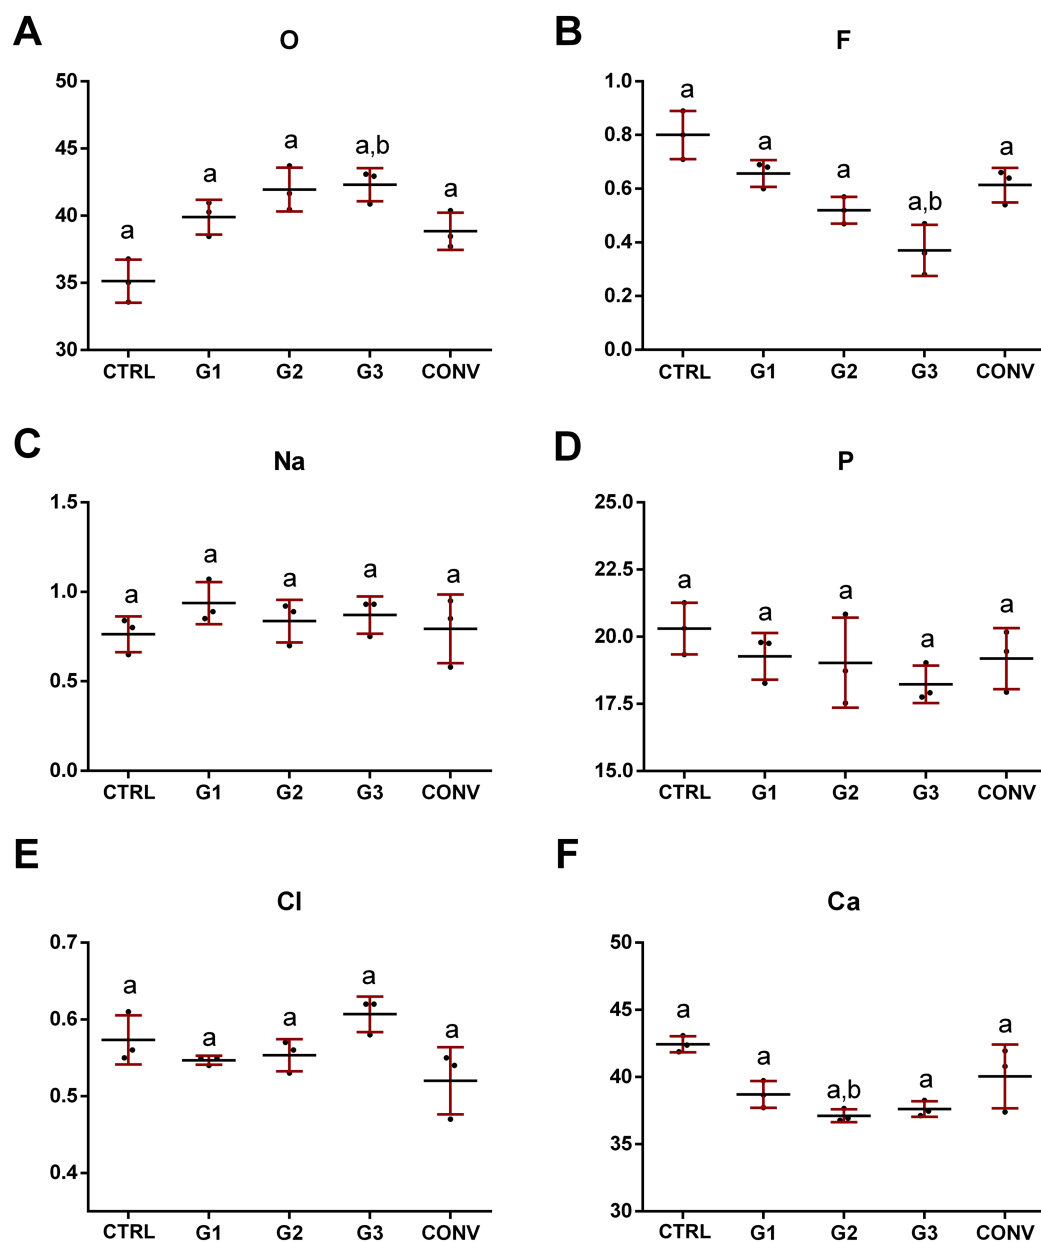 A
O
50
45
40
35
30
a
a
a
a,b
a
CTRL G1 G2 G3 CONV
B
F
1.0
0.8
0.6
0.4
0.2
0.0
a
a
a
a,b
a
CTRL G1 G2 G3 CONV
C
Na
1.5
1.0
0.5
0.0
a
a
a
a
a
CTRL G1 G2 G3 CONV
D
P
25.0
22.5
20.0
17.5
15.0
a
a
a
a
a
CTRL G1 G2 G3 CONV
E
Cl
0.7
0.6
0.5
0.4
a
a
a
a
a
CTRL G1 G2 G3 CONV
F
Ca
50
45
40
35
30
a
a
a,b
a
a
CTRL G1 G2 G3 CONV